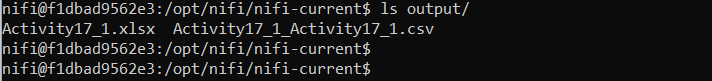 nifi@f1dbad9562e3:/opt/nifi/nifi-current$ ls output/
Activity17_1.xlsx  Activity17_1_Activity17_1.csv
nifi@f1dbad9562e3:/opt/nifi/nifi-current$
nifi@f1dbad9562e3:/opt/nifi/nifi-current$